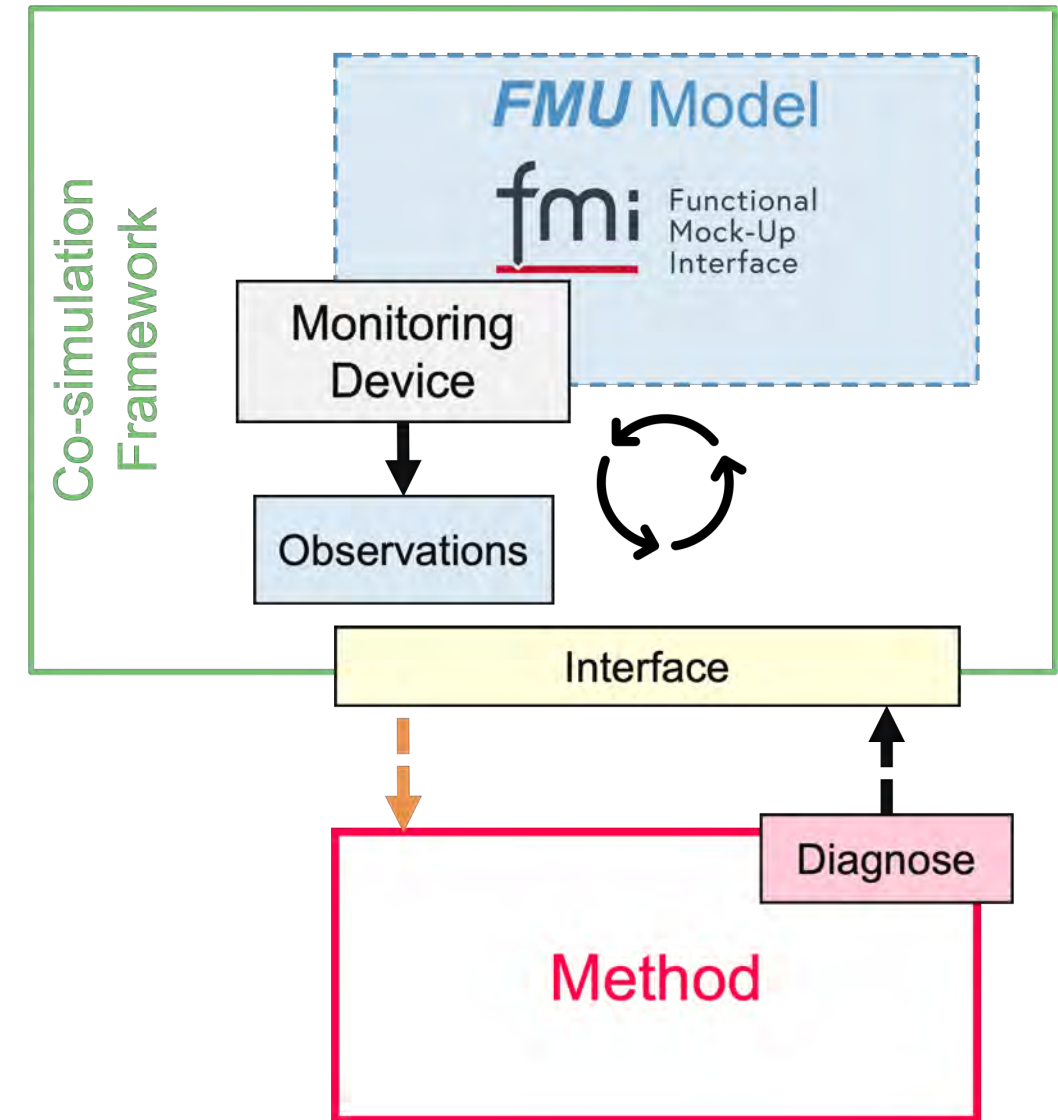 Co-simulation
Framework
FMU Model
fmi
Functional
Mock-Up
Interface
Monitoring
Device
Observations
Interface
Diagnose
Method